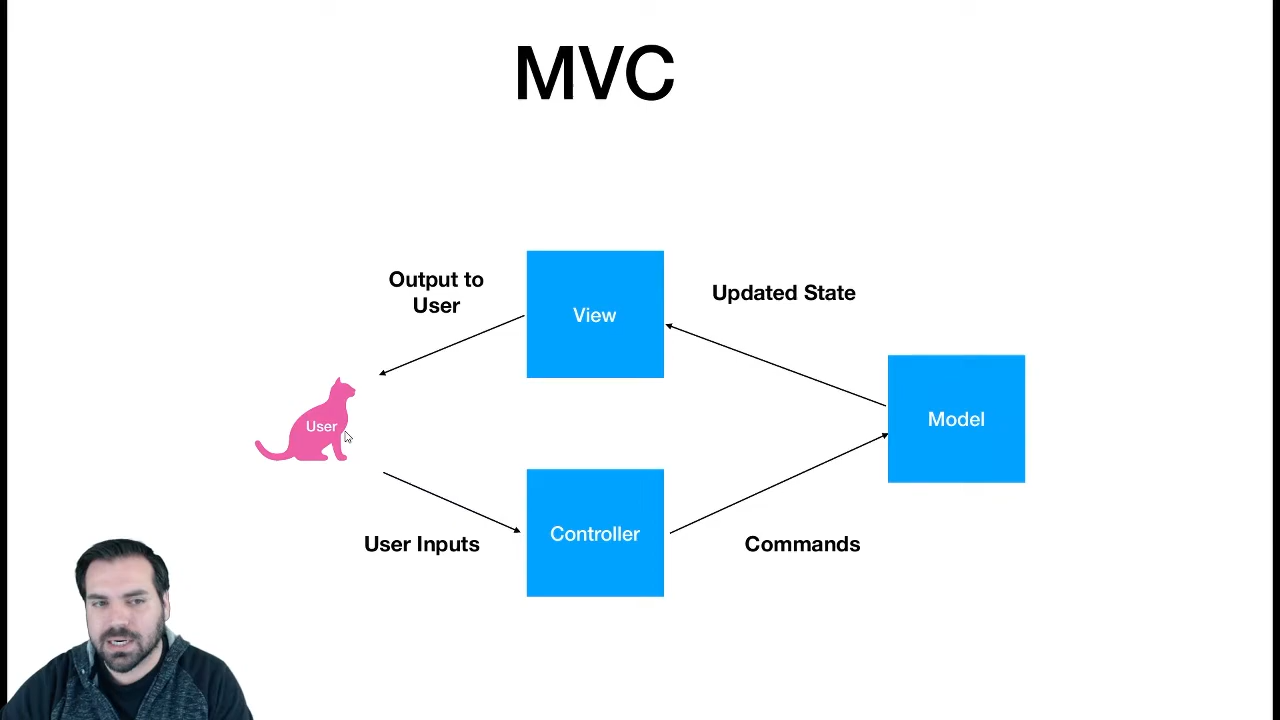 MVC
Output to
User
View
Updated State
User
Model
User Inputs
Controller
Commands